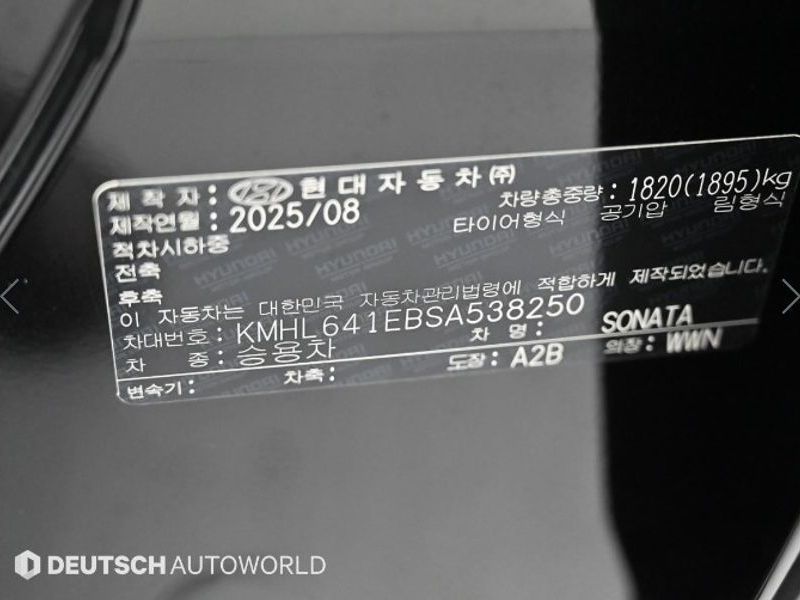 제 작 자 : 현대자동차㈜
제작연월 : 2025/08 차량총중량 : 1820(1895)kg
적차시하중 타이어형식 공기압 림형식
전축
후축
이 자동차는 대한민국 자동차관리법령에 적합하게 제작되었습니다.
차대번호 : KMHL641EBSA538250
차 종 : 승용차 차 명 : SONATA
변속기 : 차축 : 도장 : A2B 의장 : WWN
DEUTSCH AUTOWORLD